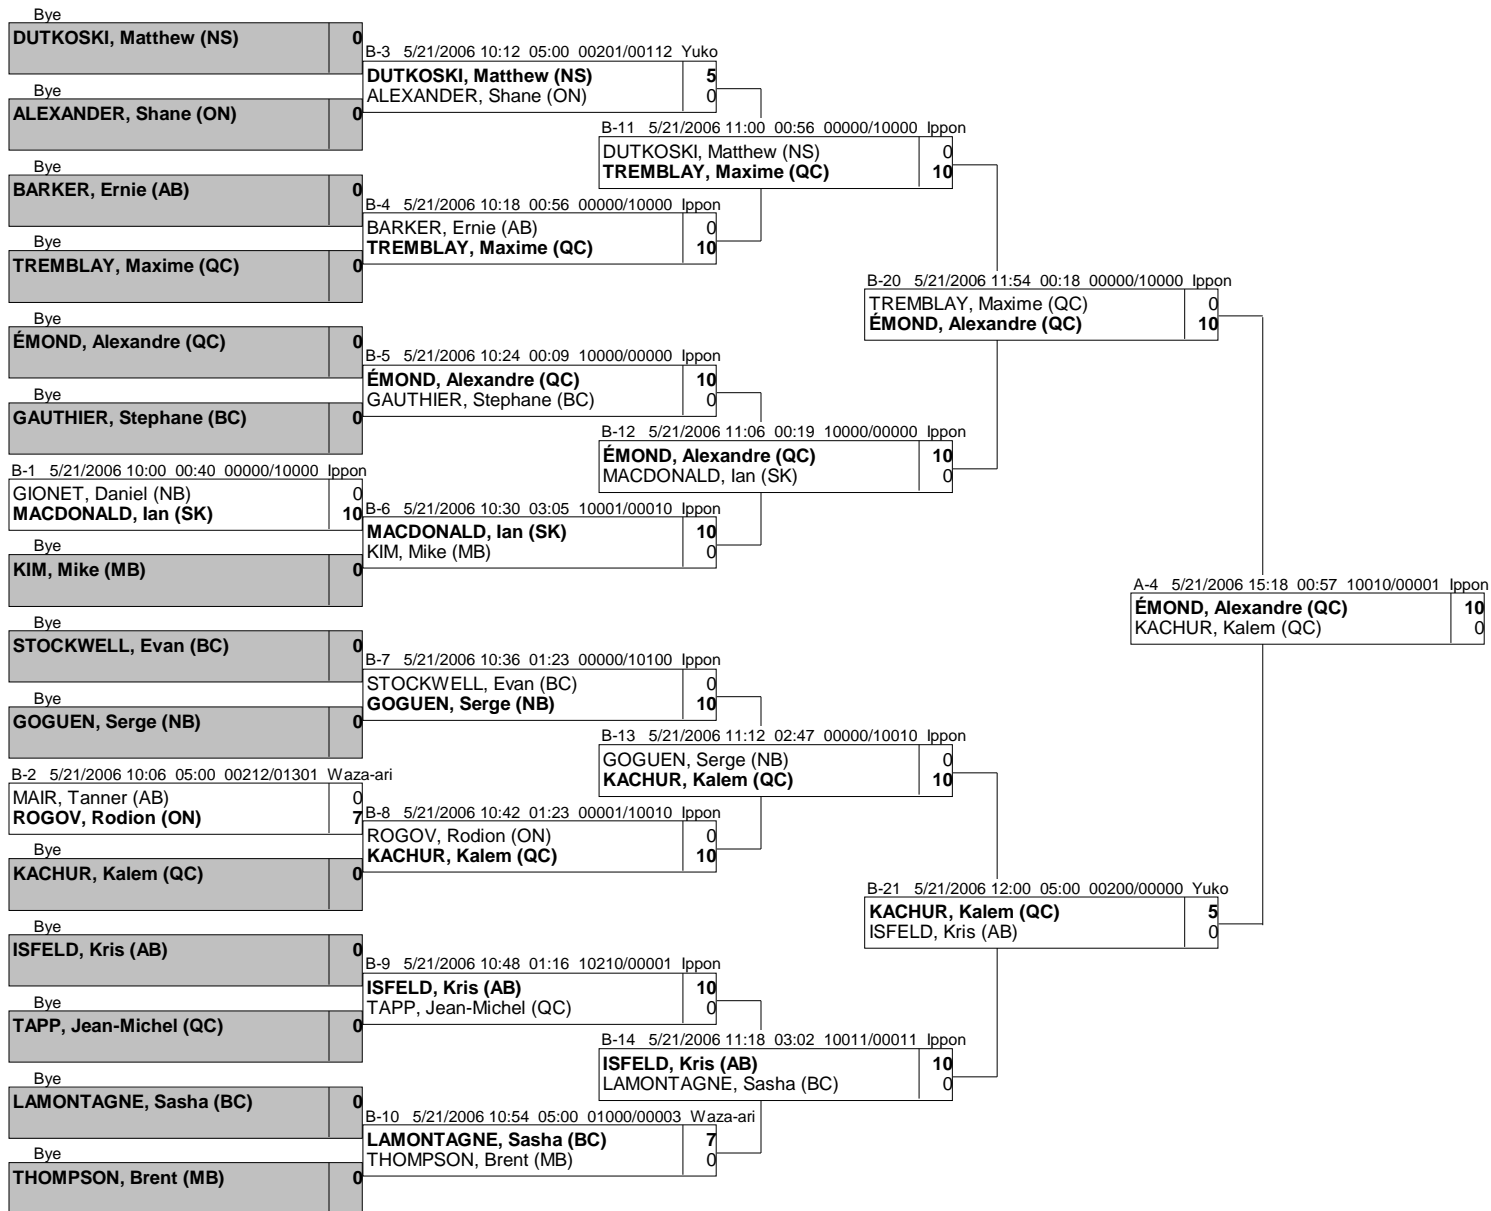 Bye
DUTKOSKI, Matthew (NS) 0
Bye
ALEXANDER, Shane (ON) 0
Bye
BARKER, Ernie (AB) 0
Bye
TREMBLAY, Maxime (QC) 0
Bye
ÉMOND, Alexandre (QC) 0
Bye
GAUTHIER, Stephane (BC) 0
B-1 5/21/2006 10:00 00:40 00000/10000 Ippon
GIONET, Daniel (NB) 0
MACDONALD, Ian (SK) 10
Bye
KIM, Mike (MB) 0
Bye
STOCKWELL, Evan (BC) 0
Bye
GOGUEN, Serge (NB) 0
B-2 5/21/2006 10:06 05:00 00212/01301 Waza-ari
MAIR, Tanner (AB) 0
ROGOV, Rodion (ON) 7
Bye
KACHUR, Kalem (QC) 0
Bye
ISFELD, Kris (AB) 0
Bye
TAPP, Jean-Michel (QC) 0
Bye
LAMONTAGNE, Sasha (BC) 0
Bye
THOMPSON, Brent (MB) 0
B-3 5/21/2006 10:12 05:00 00201/00112 Yuko
DUTKOSKI, Matthew (NS) 5
ALEXANDER, Shane (ON) 0
B-4 5/21/2006 10:18 00:56 00000/10000 Ippon
BARKER, Ernie (AB) 0
TREMBLAY, Maxime (QC) 10
B-5 5/21/2006 10:24 00:09 10000/00000 Ippon
ÉMOND, Alexandre (QC) 10
GAUTHIER, Stephane (BC) 0
B-6 5/21/2006 10:30 03:05 10001/00010 Ippon
MACDONALD, Ian (SK) 10
KIM, Mike (MB) 0
B-7 5/21/2006 10:36 01:23 00000/10100 Ippon
STOCKWELL, Evan (BC) 0
GOGUEN, Serge (NB) 10
B-8 5/21/2006 10:42 01:23 00001/10010 Ippon
ROGOV, Rodion (ON) 0
KACHUR, Kalem (QC) 10
B-9 5/21/2006 10:48 01:16 10210/00001 Ippon
ISFELD, Kris (AB) 10
TAPP, Jean-Michel (QC) 0
B-10 5/21/2006 10:54 05:00 01000/00003 Waza-ari
LAMONTAGNE, Sasha (BC) 7
THOMPSON, Brent (MB) 0
B-11 5/21/2006 11:00 00:56 00000/10000 Ippon
DUTKOSKI, Matthew (NS) 0
TREMBLAY, Maxime (QC) 10
B-12 5/21/2006 11:06 00:19 10000/00000 Ippon
ÉMOND, Alexandre (QC) 10
MACDONALD, Ian (SK) 0
B-13 5/21/2006 11:12 02:47 00000/10010 Ippon
GOGUEN, Serge (NB) 0
KACHUR, Kalem (QC) 10
B-14 5/21/2006 11:18 03:02 10011/00011 Ippon
ISFELD, Kris (AB) 10
LAMONTAGNE, Sasha (BC) 0
B-20 5/21/2006 11:54 00:18 00000/10000 Ippon
TREMBLAY, Maxime (QC) 0
ÉMOND, Alexandre (QC) 10
B-21 5/21/2006 12:00 05:00 00200/00000 Yuko
KACHUR, Kalem (QC) 5
ISFELD, Kris (AB) 0
A-4 5/21/2006 15:18 00:57 10010/00001 Ippon
ÉMOND, Alexandre (QC) 10
KACHUR, Kalem (QC) 0